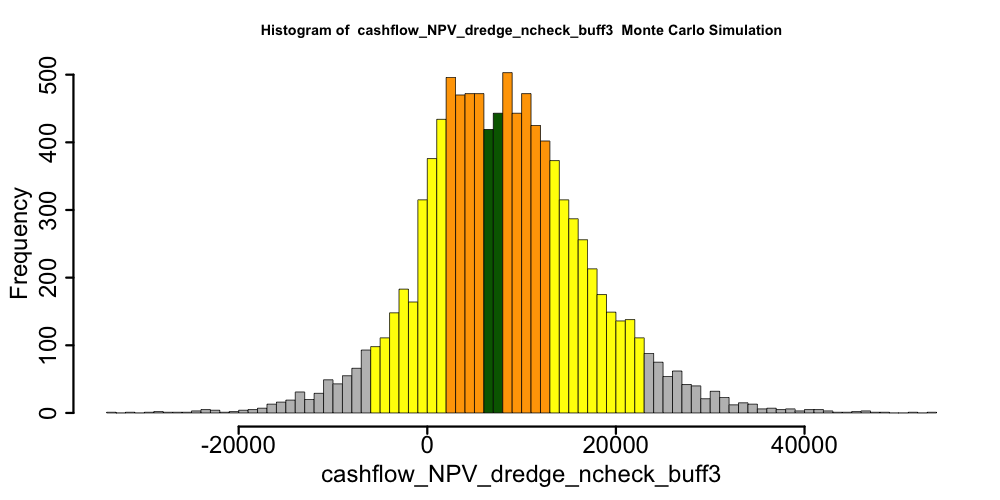 Histogram of  cashflow_NPV_dredge_ncheck_buff3  Monte Carlo Simulation
Frequency
500
400
300
200
100
0
-20000 0 20000 40000
cashflow_NPV_dredge_ncheck_buff3